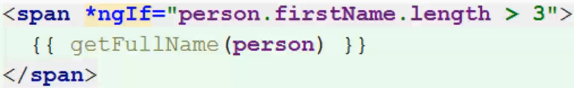 <span *ngIf="person.firstName.length > 3">
{{ getFullName(person) }}
</span>